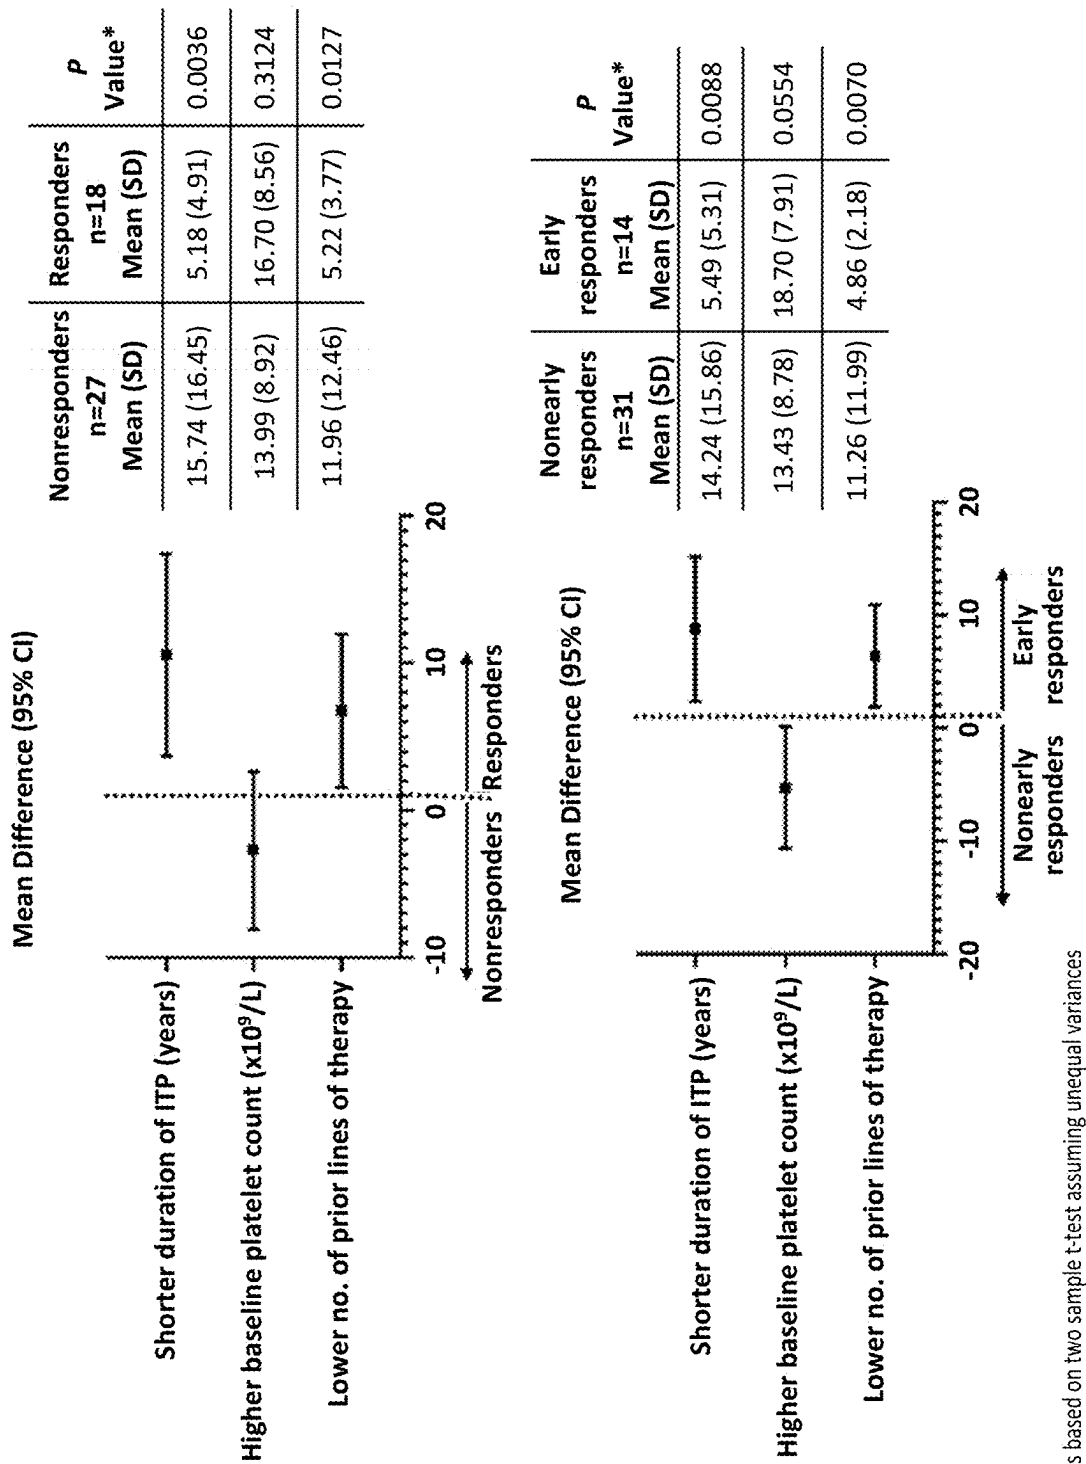 Mean Difference (95% CI)
Nonresponders Responders P
n=27 n=18 Value*
Mean (SD) Mean (SD)
Shorter duration of ITP (years) 15.74 (16.45) 5.18 (4.91) 0.0036
Higher baseline platelet count (x10⁹/L) 13.99 (8.92) 16.70 (8.56) 0.3124
Lower no. of prior lines of therapy 11.96 (12.46) 5.22 (3.77) 0.0127
-10 0 10 20
Nonresponders Responders
Mean Difference (95% CI)
Nonearly Early
responders responders P
n=31 n=14 Value*
Mean (SD) Mean (SD)
Shorter duration of ITP (years) 14.24 (15.86) 5.49 (5.31) 0.0088
Higher baseline platelet count (x10⁹/L) 13.43 (8.78) 18.70 (7.91) 0.0554
Lower no. of prior lines of therapy 11.26 (11.99) 4.86 (2.18) 0.0070
-20 -10 0 10 20
Nonearly Early
responders responders
s based on two sample t-test assuming unequal variances